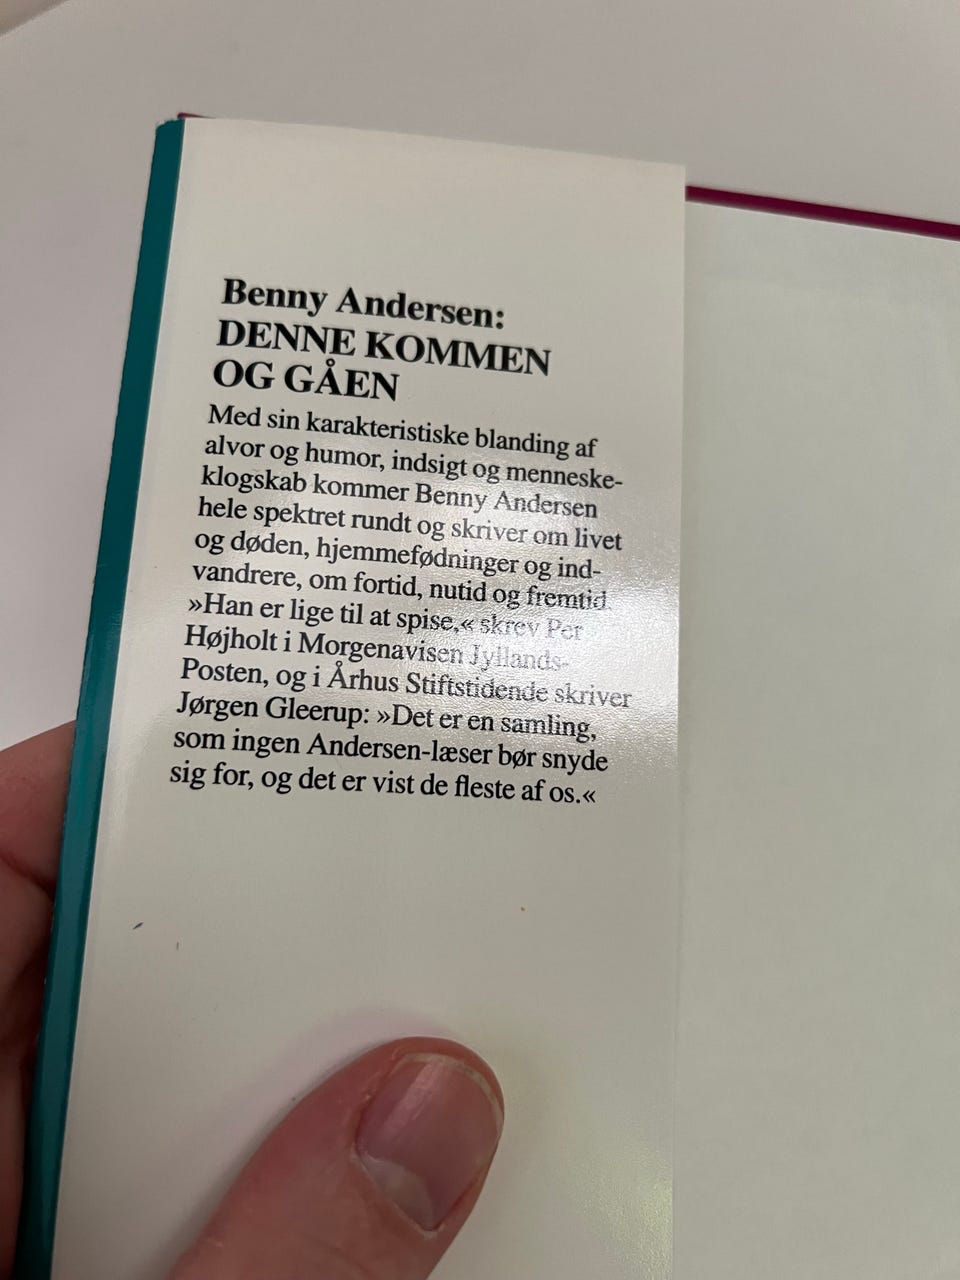 Benny Andersen:
DENNE KOMMEN
OG GÅEN
Med sin karakteristiske blanding af
alvor og humor, indsigt og menneske-
klogskab kommer Benny Andersen
hele spektret rundt og skriver om livet
og døden, hjemmefødninger og ind-
vandrere, om fortid, nutid og fremtid.
»Han er lige til at spise,« skrev Per
Højholt i Morgenavisen Jyllands-
Posten, og i Århus Stiftstidende skriver
Jørgen Gleerup: »Det er en samling,
som ingen Andersen-læser bør snyde
sig for, og det er vist de fleste af os.«